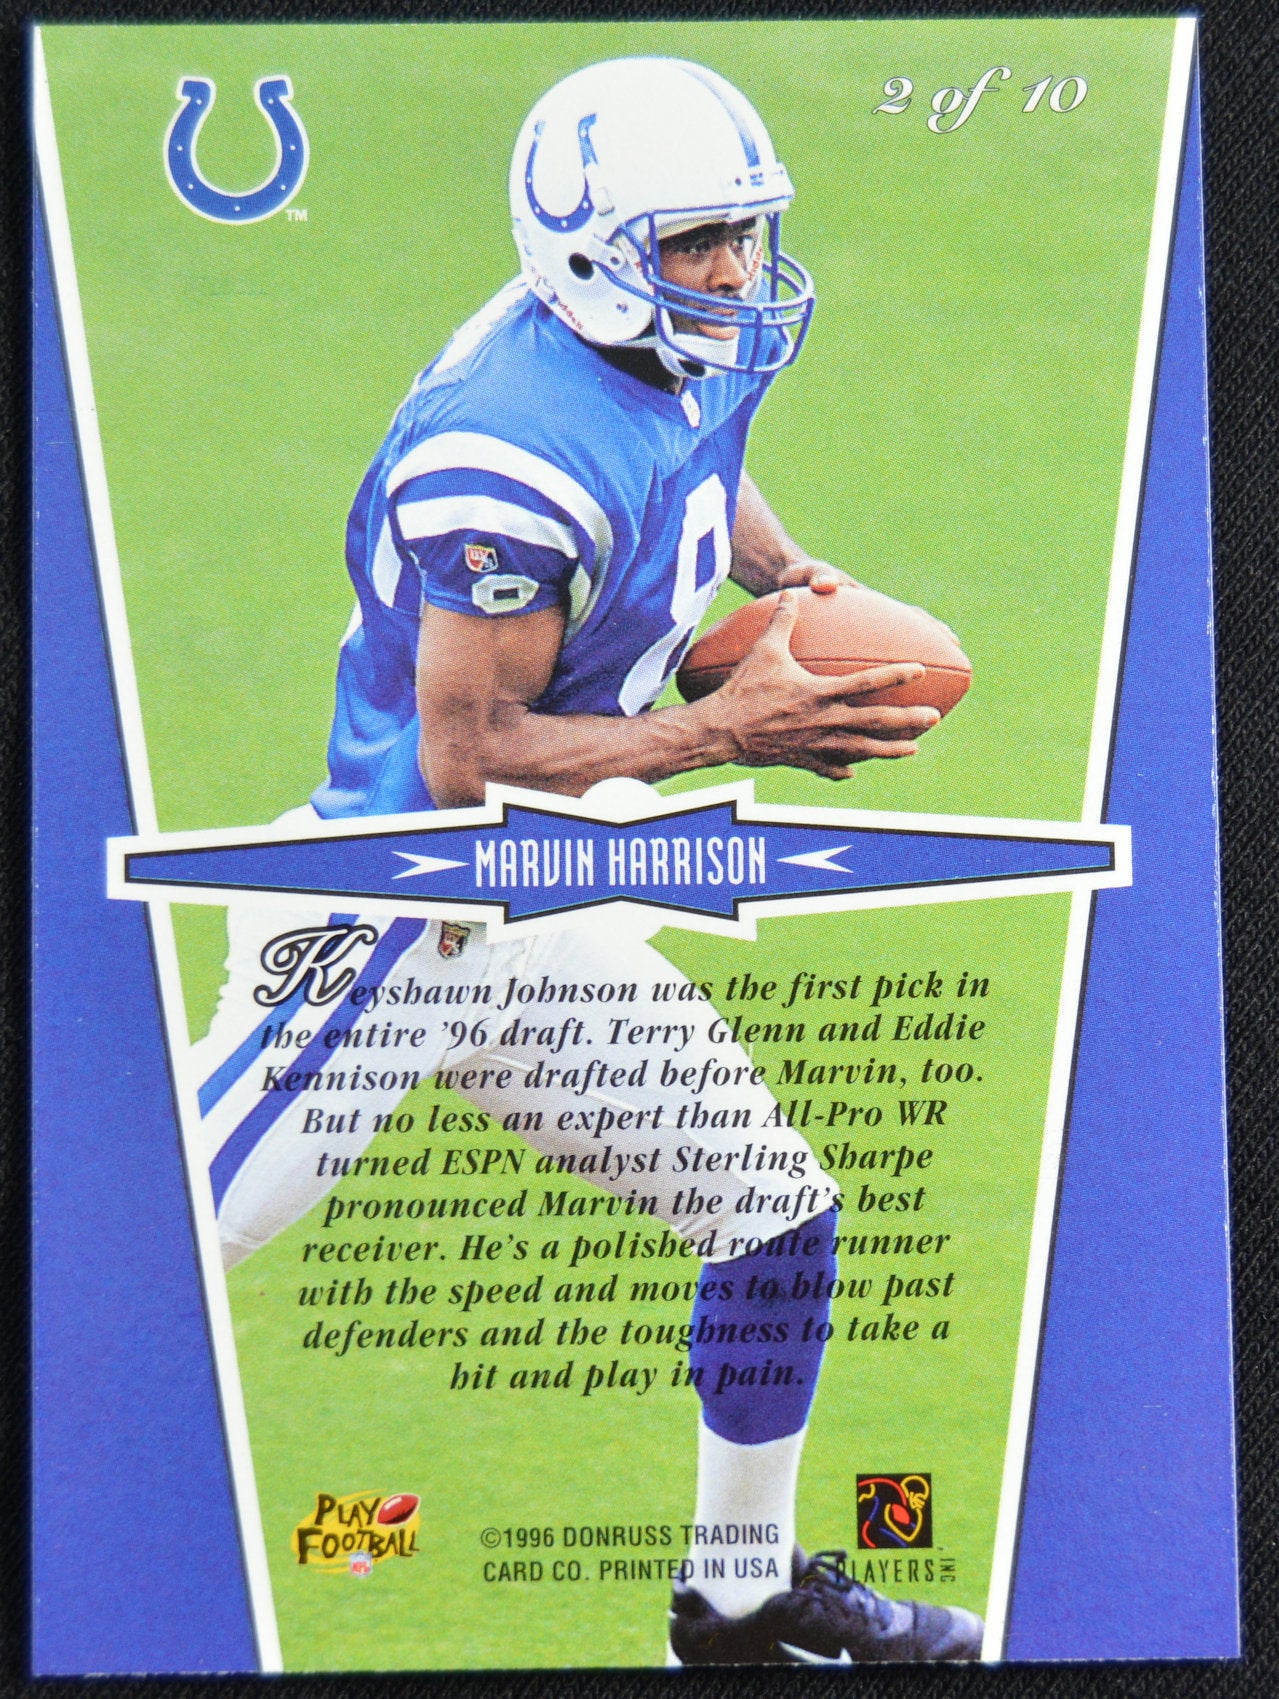 2 of 10
TM
Riddell
8
MARVIN HARRISON
Keyshawn Johnson was the first pick in
the entire '96 draft. Terry Glenn and Eddie
Kennison were drafted before Marvin, too.
But no less an expert than All-Pro WR
turned ESPN analyst Sterling Sharpe
pronounced Marvin the draft's best
receiver. He's a polished route runner
with the speed and moves to blow past
defenders and the toughness to take a
hit and play in pain.
PLAY
FOOTBALL
NFL
©1996 DONRUSS TRADING
CARD CO. PRINTED IN USA
PLAYERS INC